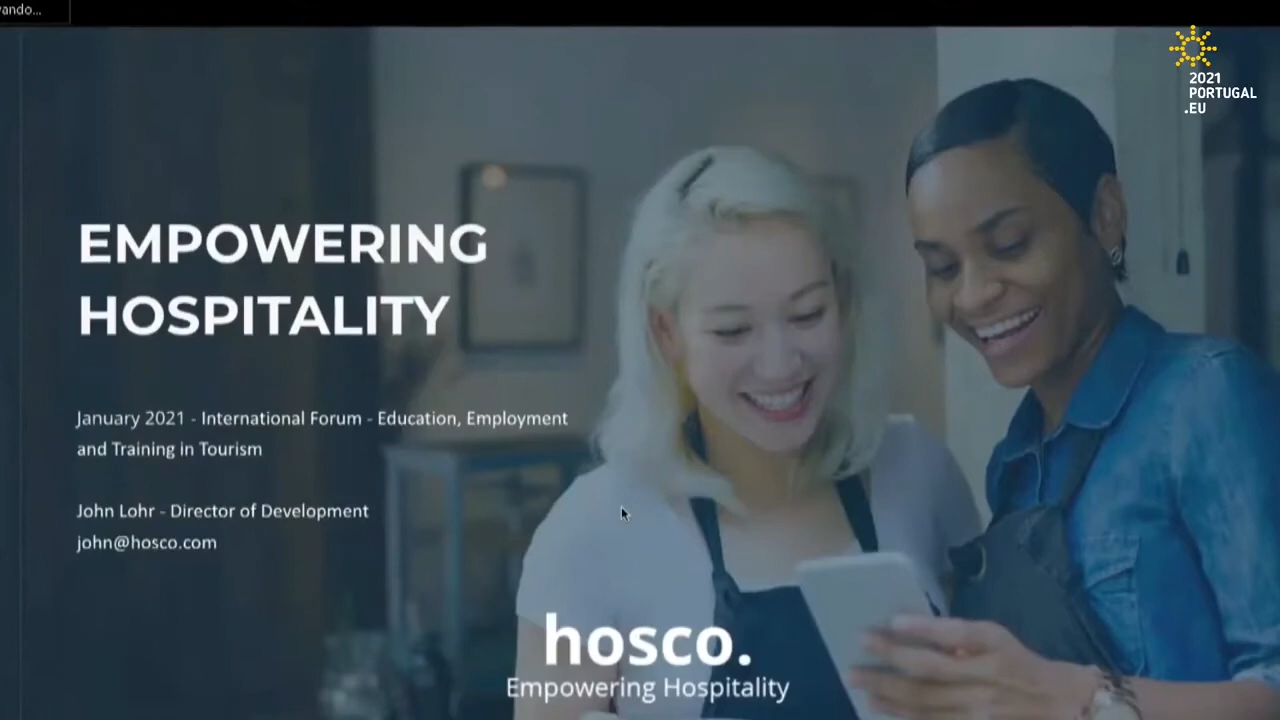 ando...
2021
PORTUGAL
.EU
EMPOWERING
HOSPITALITY
January 2021 - International Forum - Education, Employment
and Training in Tourism
John Lohr - Director of Development
john@hosco.com
hosco.
Empowering Hospitality